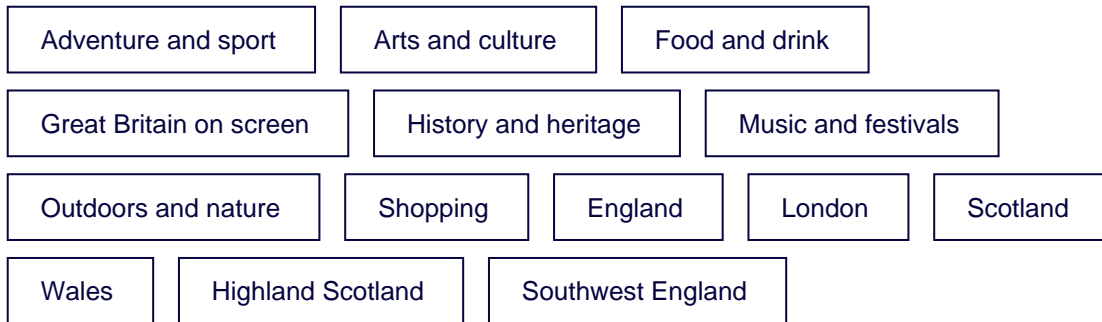 Adventure and sport Arts and culture Food and drink
Great Britain on screen History and heritage Music and festivals
Outdoors and nature Shopping England London Scotland
Wales Highland Scotland Southwest England